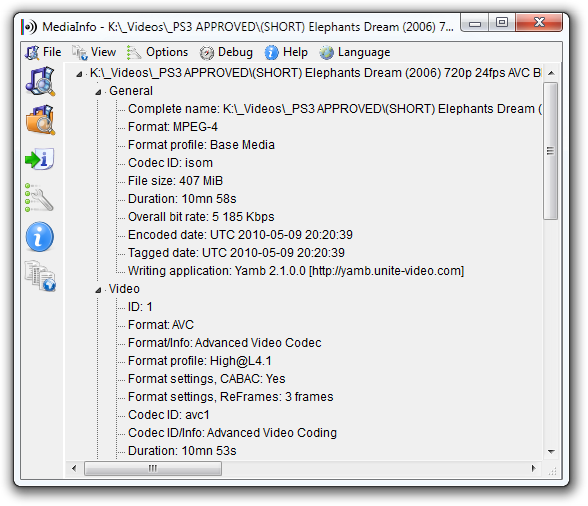 MediaInfo - K:\_Videos\_PS3 APPROVED\(SHORT) Elephants Dream (2006) 7...
File View Options Debug Help Language
K:\_Videos\_PS3 APPROVED\(SHORT) Elephants Dream (2006) 720p 24fps AVC B
General
Complete name: K:\_Videos\_PS3 APPROVED\(SHORT) Elephants Dream (
Format: MPEG-4
Format profile: Base Media
Codec ID: isom
File size: 407 MiB
Duration: 10mn 58s
Overall bit rate: 5 185 Kbps
Encoded date: UTC 2010-05-09 20:20:39
Tagged date: UTC 2010-05-09 20:20:39
Writing application: Yamb 2.1.0.0 [http://yamb.unite-video.com]
Video
ID: 1
Format: AVC
Format/Info: Advanced Video Codec
Format profile: High@L4.1
Format settings, CABAC: Yes
Format settings, ReFrames: 3 frames
Codec ID: avc1
Codec ID/Info: Advanced Video Coding
Duration: 10mn 53s